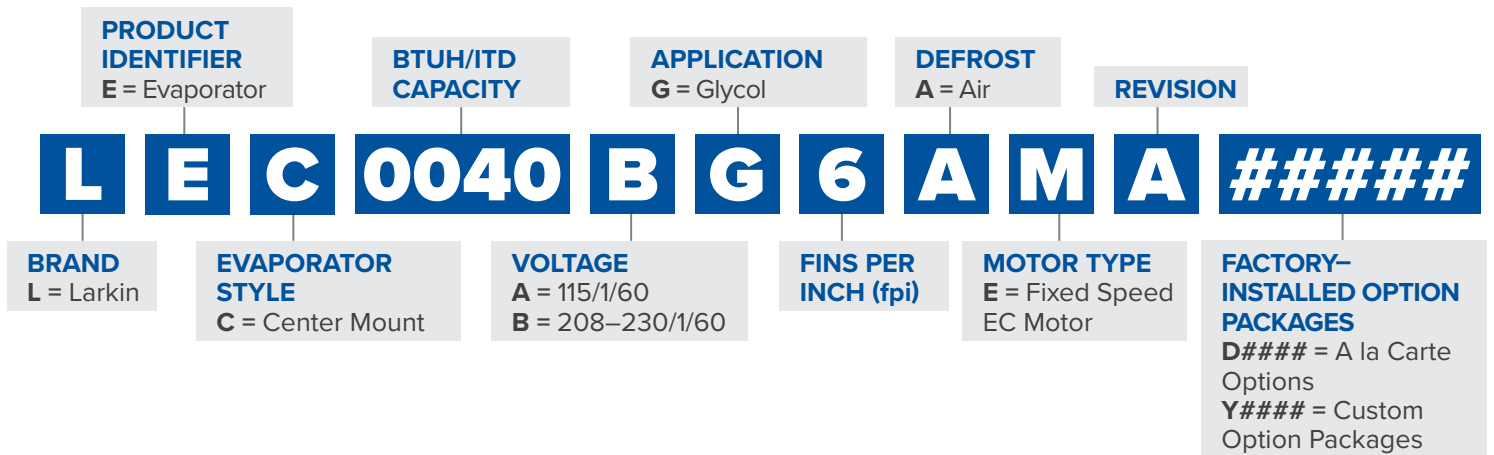 PRODUCT
IDENTIFIER
E = Evaporator
BTUH/ITD
CAPACITY
APPLICATION
G = Glycol
DEFROST
A = Air
REVISION
L E C 0040 B G 6 A M A #####
BRAND
L = Larkin
EVAPORATOR
STYLE
C = Center Mount
VOLTAGE
A = 115/1/60
B = 208–230/1/60
FINS PER
INCH (fpi)
MOTOR TYPE
E = Fixed Speed
EC Motor
FACTORY–
INSTALLED OPTION
PACKAGES
D#### = A la Carte
Options
Y#### = Custom
Option Packages